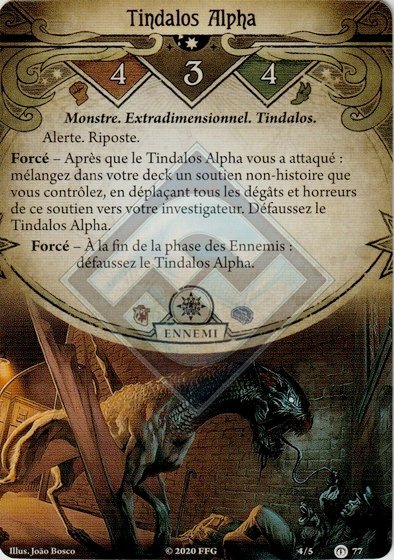 Tindalos Alpha
4 3 4
Monstre. Extradimensionnel. Tindalos.
Alerte. Riposte.
Forcé – Après que le Tindalos Alpha vous a attaqué :
mélangez dans votre deck un soutien non-histoire que
vous contrôlez, en déplaçant tous les dégâts et horreurs
de ce soutien vers votre investigateur. Défaussez le
Tindalos Alpha.
Forcé – À la fin de la phase des Ennemis :
défaussez le Tindalos Alpha.
ENNEMI
Illus. João Bosco © 2020 FFG 4/5 77